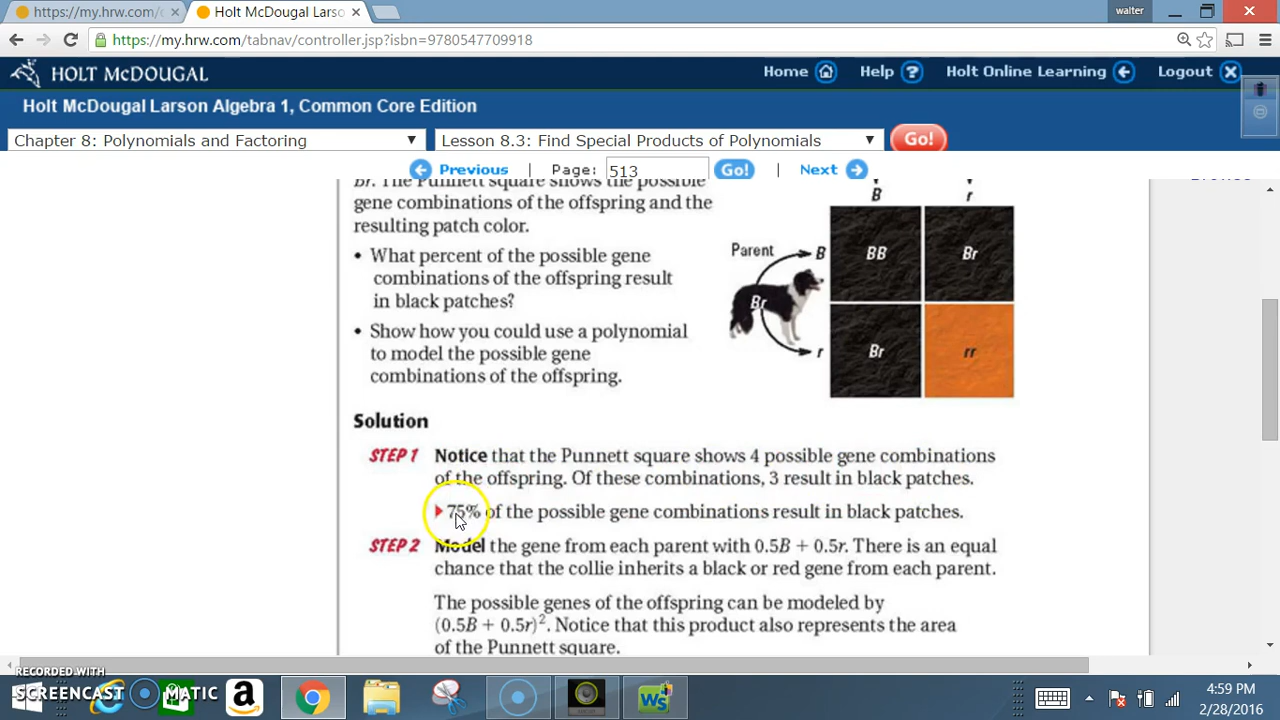 https://my.hrw.com/tabnav/c
Holt McDougal Larso
walter
https://my.hrw.com/tabnav/controller.jsp?isbn=9780547709918
HOLT MCDOUGAL
Home
Help ?
Holt Online Learning
Logout X
Holt McDougal Larson Algebra 1, Common Core Edition
Chapter 8: Polynomials and Factoring
Lesson 8.3: Find Special Products of Polynomials
Go!
Previous | Page: 513 Go! | Next
Br. The Punnett square shows the possible
gene combinations of the offspring and the
resulting patch color.
• What percent of the possible gene
combinations of the offspring result
in black patches?
• Show how you could use a polynomial
to model the possible gene
combinations of the offspring.
B r
Parent B BB Br
Br
r Br rr
Solution
STEP 1 Notice that the Punnett square shows 4 possible gene combinations
of the offspring. Of these combinations, 3 result in black patches.
75% of the possible gene combinations result in black patches.
STEP 2 Model the gene from each parent with 0.5B + 0.5r. There is an equal
chance that the collie inherits a black or red gene from each parent.
The possible genes of the offspring can be modeled by
(0.5B + 0.5r)². Notice that this product also represents the area
of the Punnett square.
RECORDED WITH
SCREENCAST MATIC
4:59 PM
2/28/2016